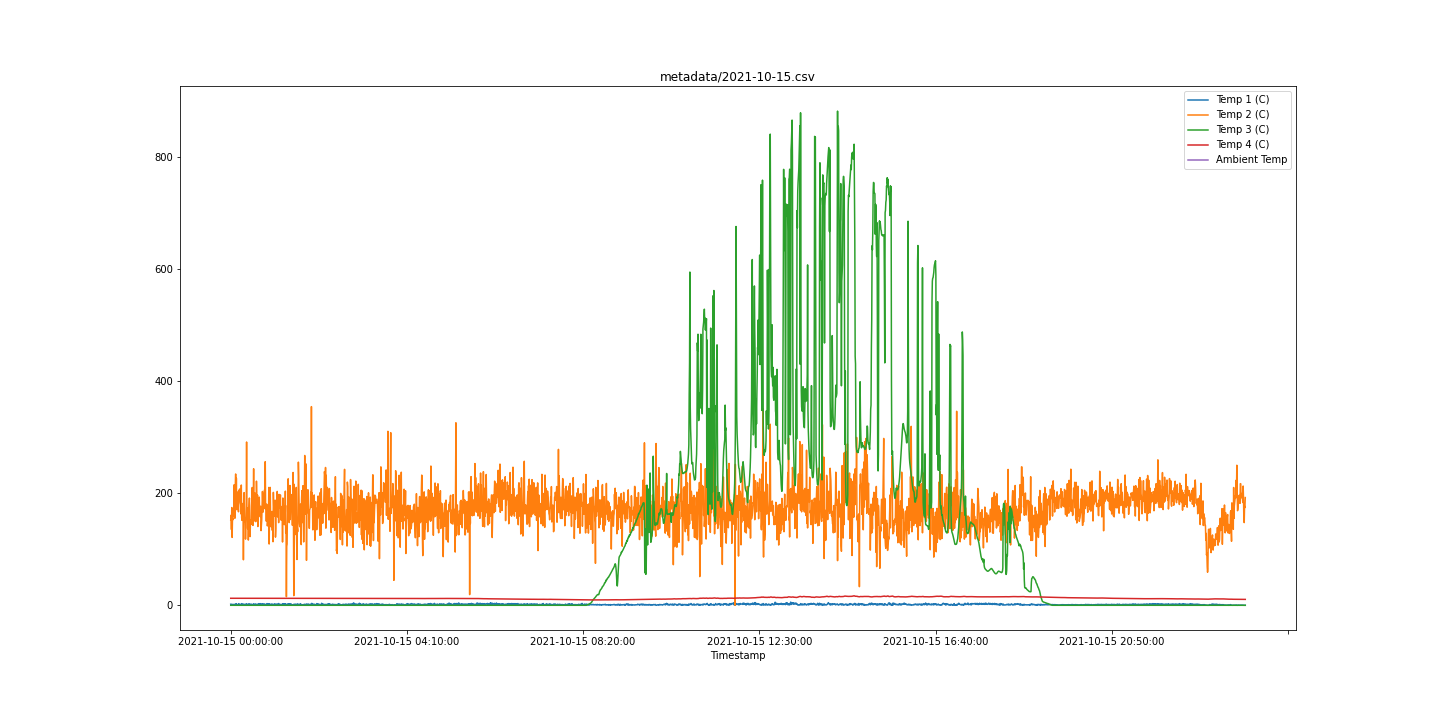 metadata/2021-10-15.csv
Temp 1 (C)
Temp 2 (C)
Temp 3 (C)
Temp 4 (C)
Ambient Temp
800
600
400
200
0
2021-10-15 00:00:00
2021-10-15 04:10:00
2021-10-15 08:20:00
2021-10-15 12:30:00
2021-10-15 16:40:00
2021-10-15 20:50:00
Timestamp